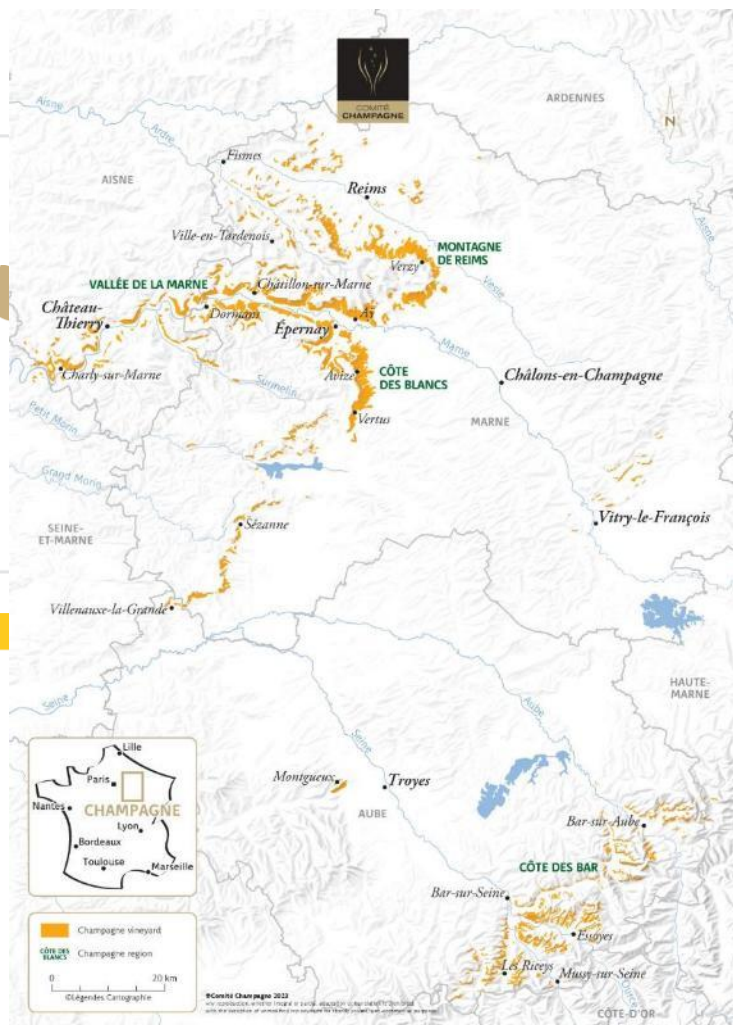 COMITÉ
CHAMPAGNE
ARDENNES
N
Aisne
Ardre
Fismes
AISNE
Reims
Aisne
Ville-en-Tardenois
MONTAGNE
DE REIMS
Verzy
Vesle
VALLÉE DE LA MARNE
Châtillon-sur-Marne
Château-
Thierry
Dormans
Aÿ
Épernay
Marne
Charly-sur-Marne
Avize
CÔTE
DES BLANCS
Châlons-en-Champagne
Surmelin
Petit Morin
Vertus
MARNE
Grand Morin
SEINE-
ET-MARNE
Sézanne
Vitry-le-François
Villenauxe-la-Grande
Seine
HAUTE-
MARNE
Aube
Seine
Lille
Paris
Montgueux
Troyes
Nantes
CHAMPAGNE
AUBE
Lyon
Bar-sur-Aube
Bordeaux
Toulouse
Marseille
CÔTE DES BAR
Bar-sur-Seine
Champagne vineyard
Essoyes
CÔTE DES
BLANCS
Champagne region
Les Riceys
Mussy-sur-Seine
0
20 km
©Légendes Cartographie
©Comité Champagne 2023
Ource
CÔTE-D'OR